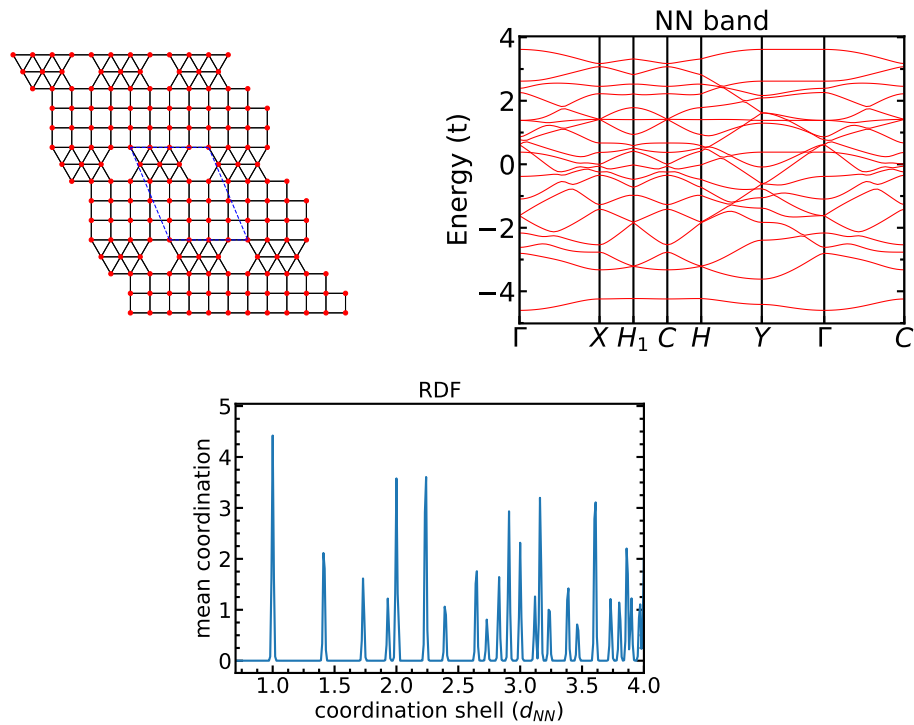 NN band
Energy (t)
4
2
0
−2
−4
Γ X H₁ C H Y Γ C
RDF
mean coordination
5
4
3
2
1
0
1.0 1.5 2.0 2.5 3.0 3.5 4.0
coordination shell (d_NN)